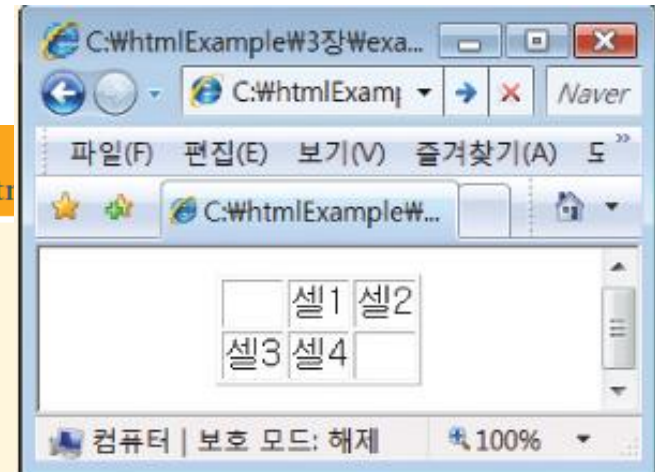 C:₩htmlExample₩3장₩exa...
C:₩htmlExam
Naver
파일(F) 편집(E) 보기(V) 즐겨찾기(A) 도 »
C:₩htmlExample₩...
셀1 셀2
셀3 셀4
컴퓨터 | 보호 모드: 해제 100%